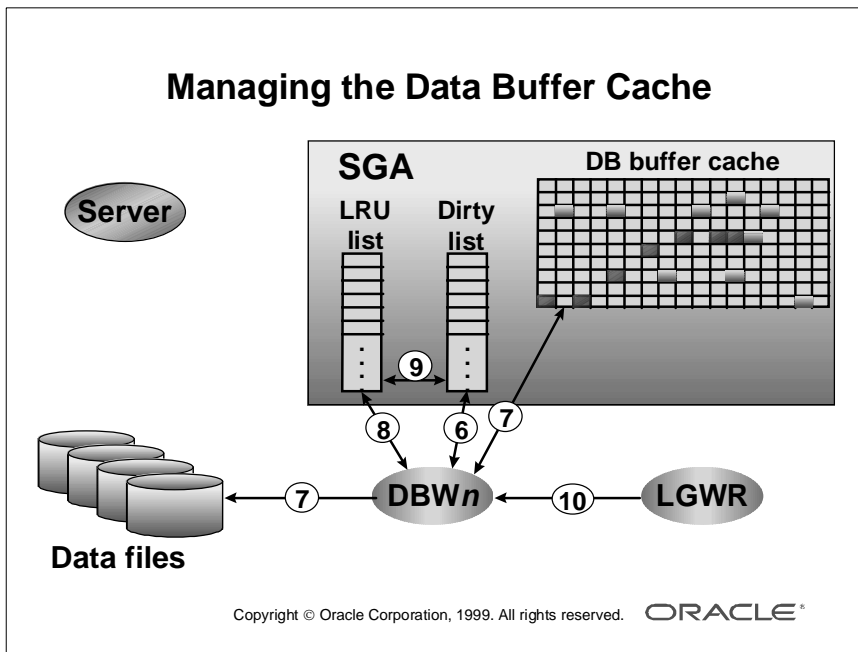 Managing the Data Buffer Cache
SGA
DB buffer cache
Server
LRU
list
Dirty
list
.
.
.
.
.
.
9
8
6
7
7
DBWn
10
LGWR
Data files
Copyright © Oracle Corporation, 1999. All rights reserved.
ORACLE®